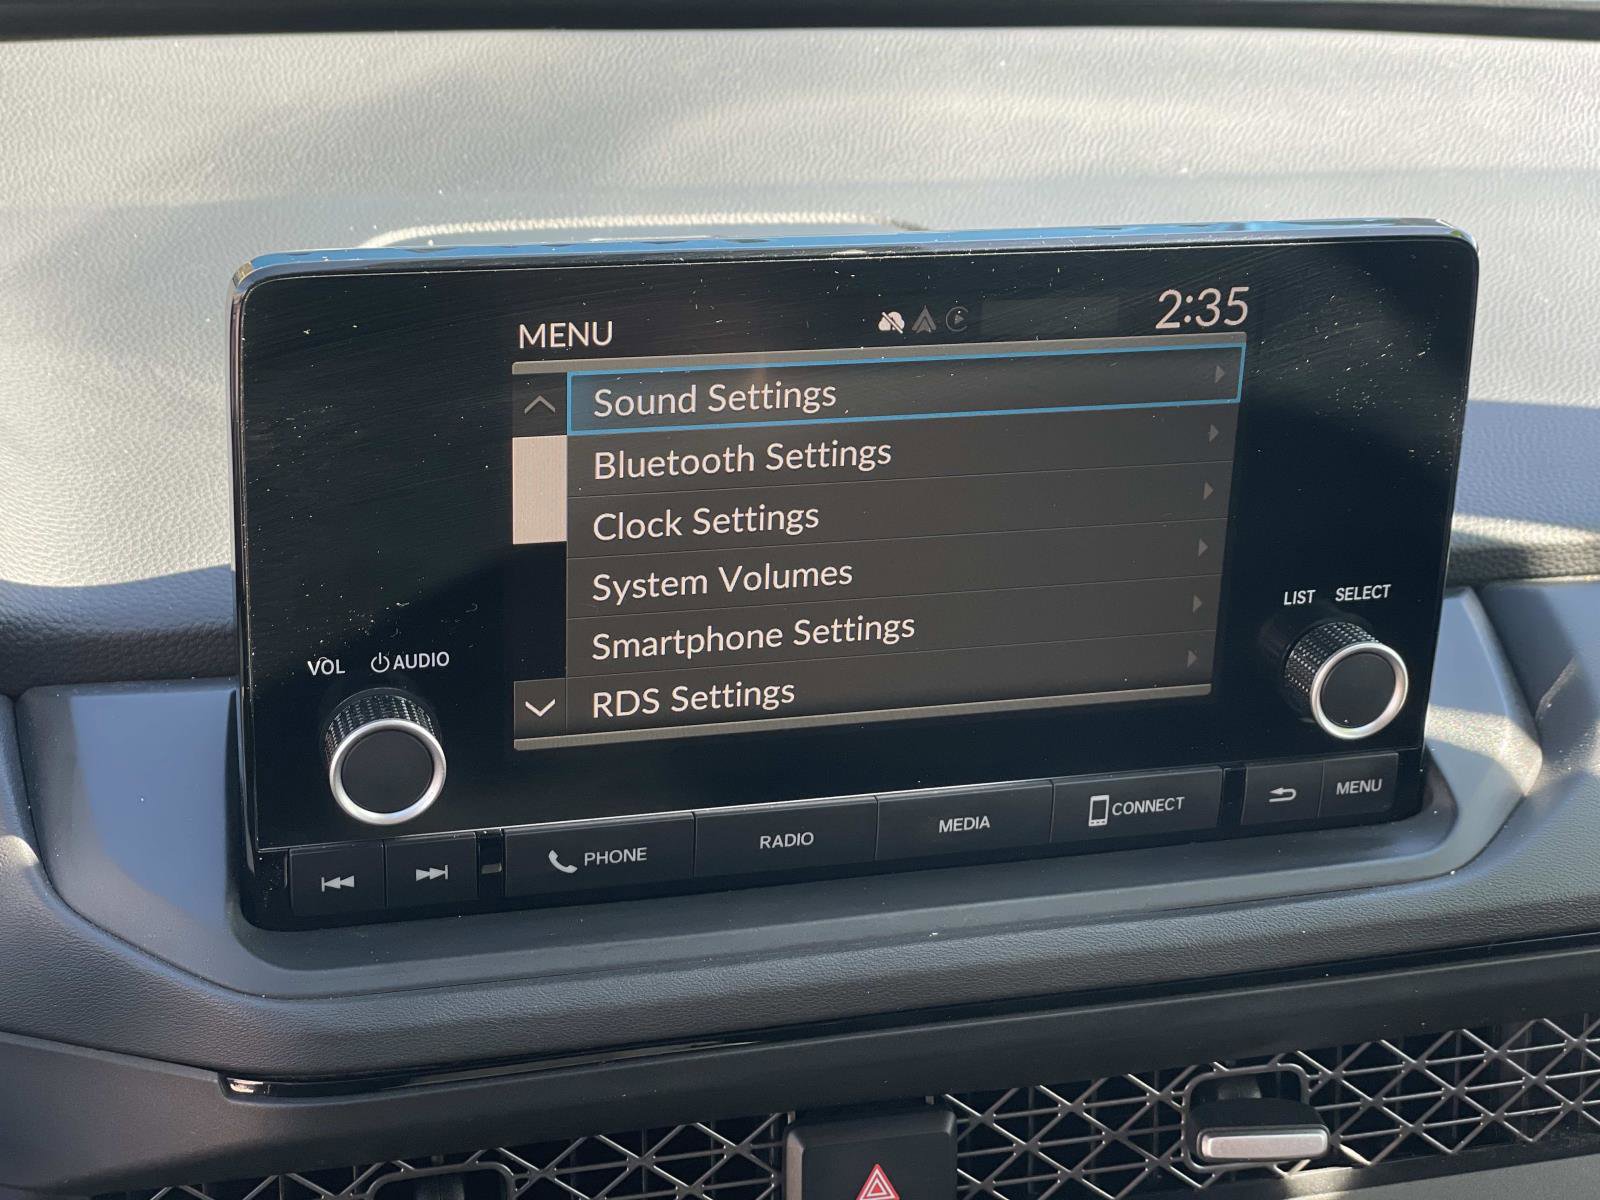 MENU
2:35
Sound Settings
Bluetooth Settings
Clock Settings
System Volumes
Smartphone Settings
RDS Settings
VOL AUDIO
LIST SELECT
PHONE
RADIO
MEDIA
CONNECT
MENU